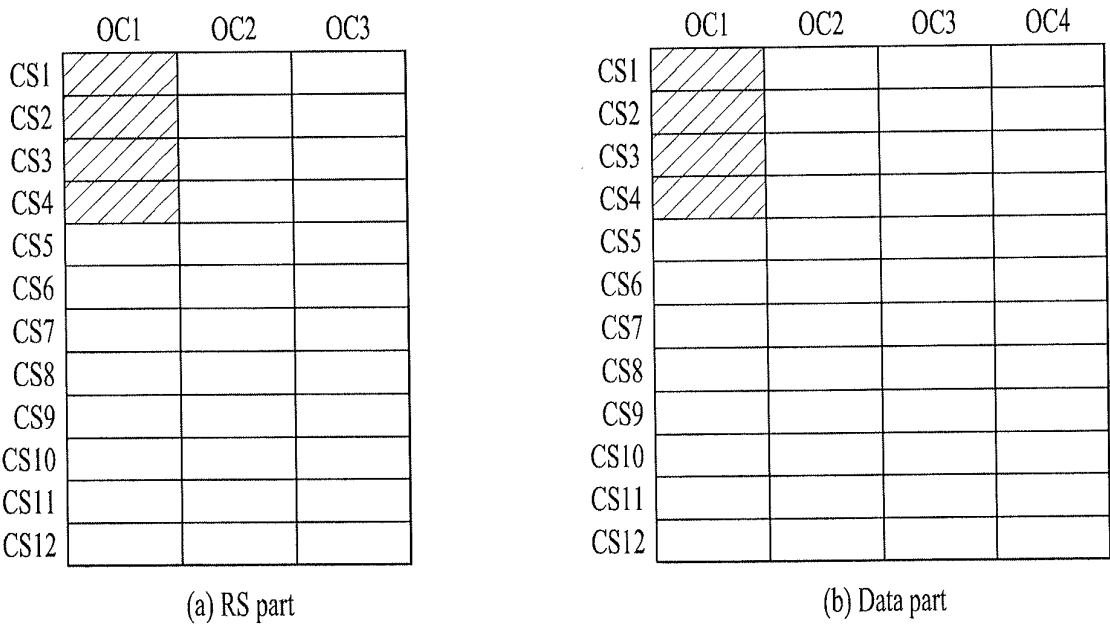 OC1 OC2 OC3
CS1
CS2
CS3
CS4
CS5
CS6
CS7
CS8
CS9
CS10
CS11
CS12
(a) RS part
OC1 OC2 OC3 OC4
CS1
CS2
CS3
CS4
CS5
CS6
CS7
CS8
CS9
CS10
CS11
CS12
(b) Data part